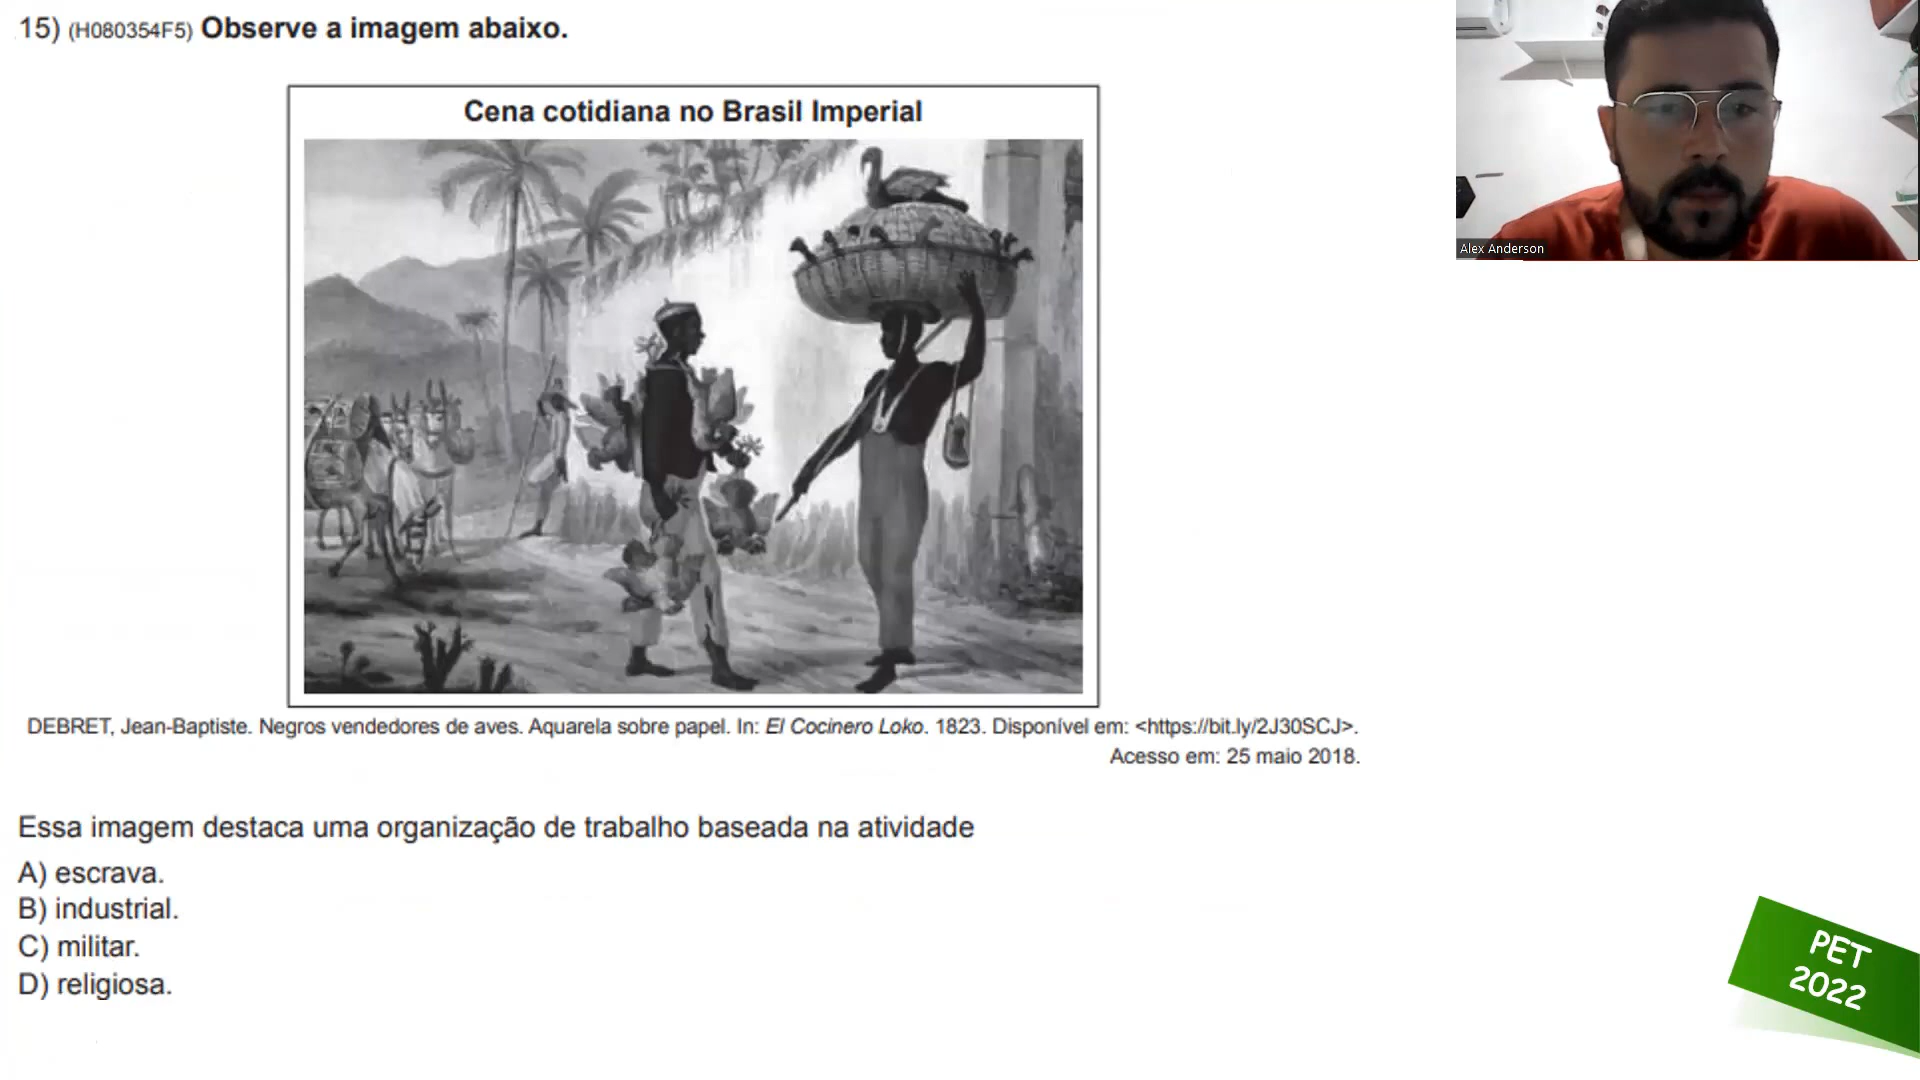 15) (H080354F5) Observe a imagem abaixo.
Cena cotidiana no Brasil Imperial
DEBRET, Jean-Baptiste. Negros vendedores de aves. Aquarela sobre papel. In: El Cocinero Loko. 1823. Disponível em: <https://bit.ly/2J30SCJ>.
Acesso em: 25 maio 2018.
Essa imagem destaca uma organização de trabalho baseada na atividade
A) escrava.
B) industrial.
C) militar.
D) religiosa.
Alex Anderson
PET
2022